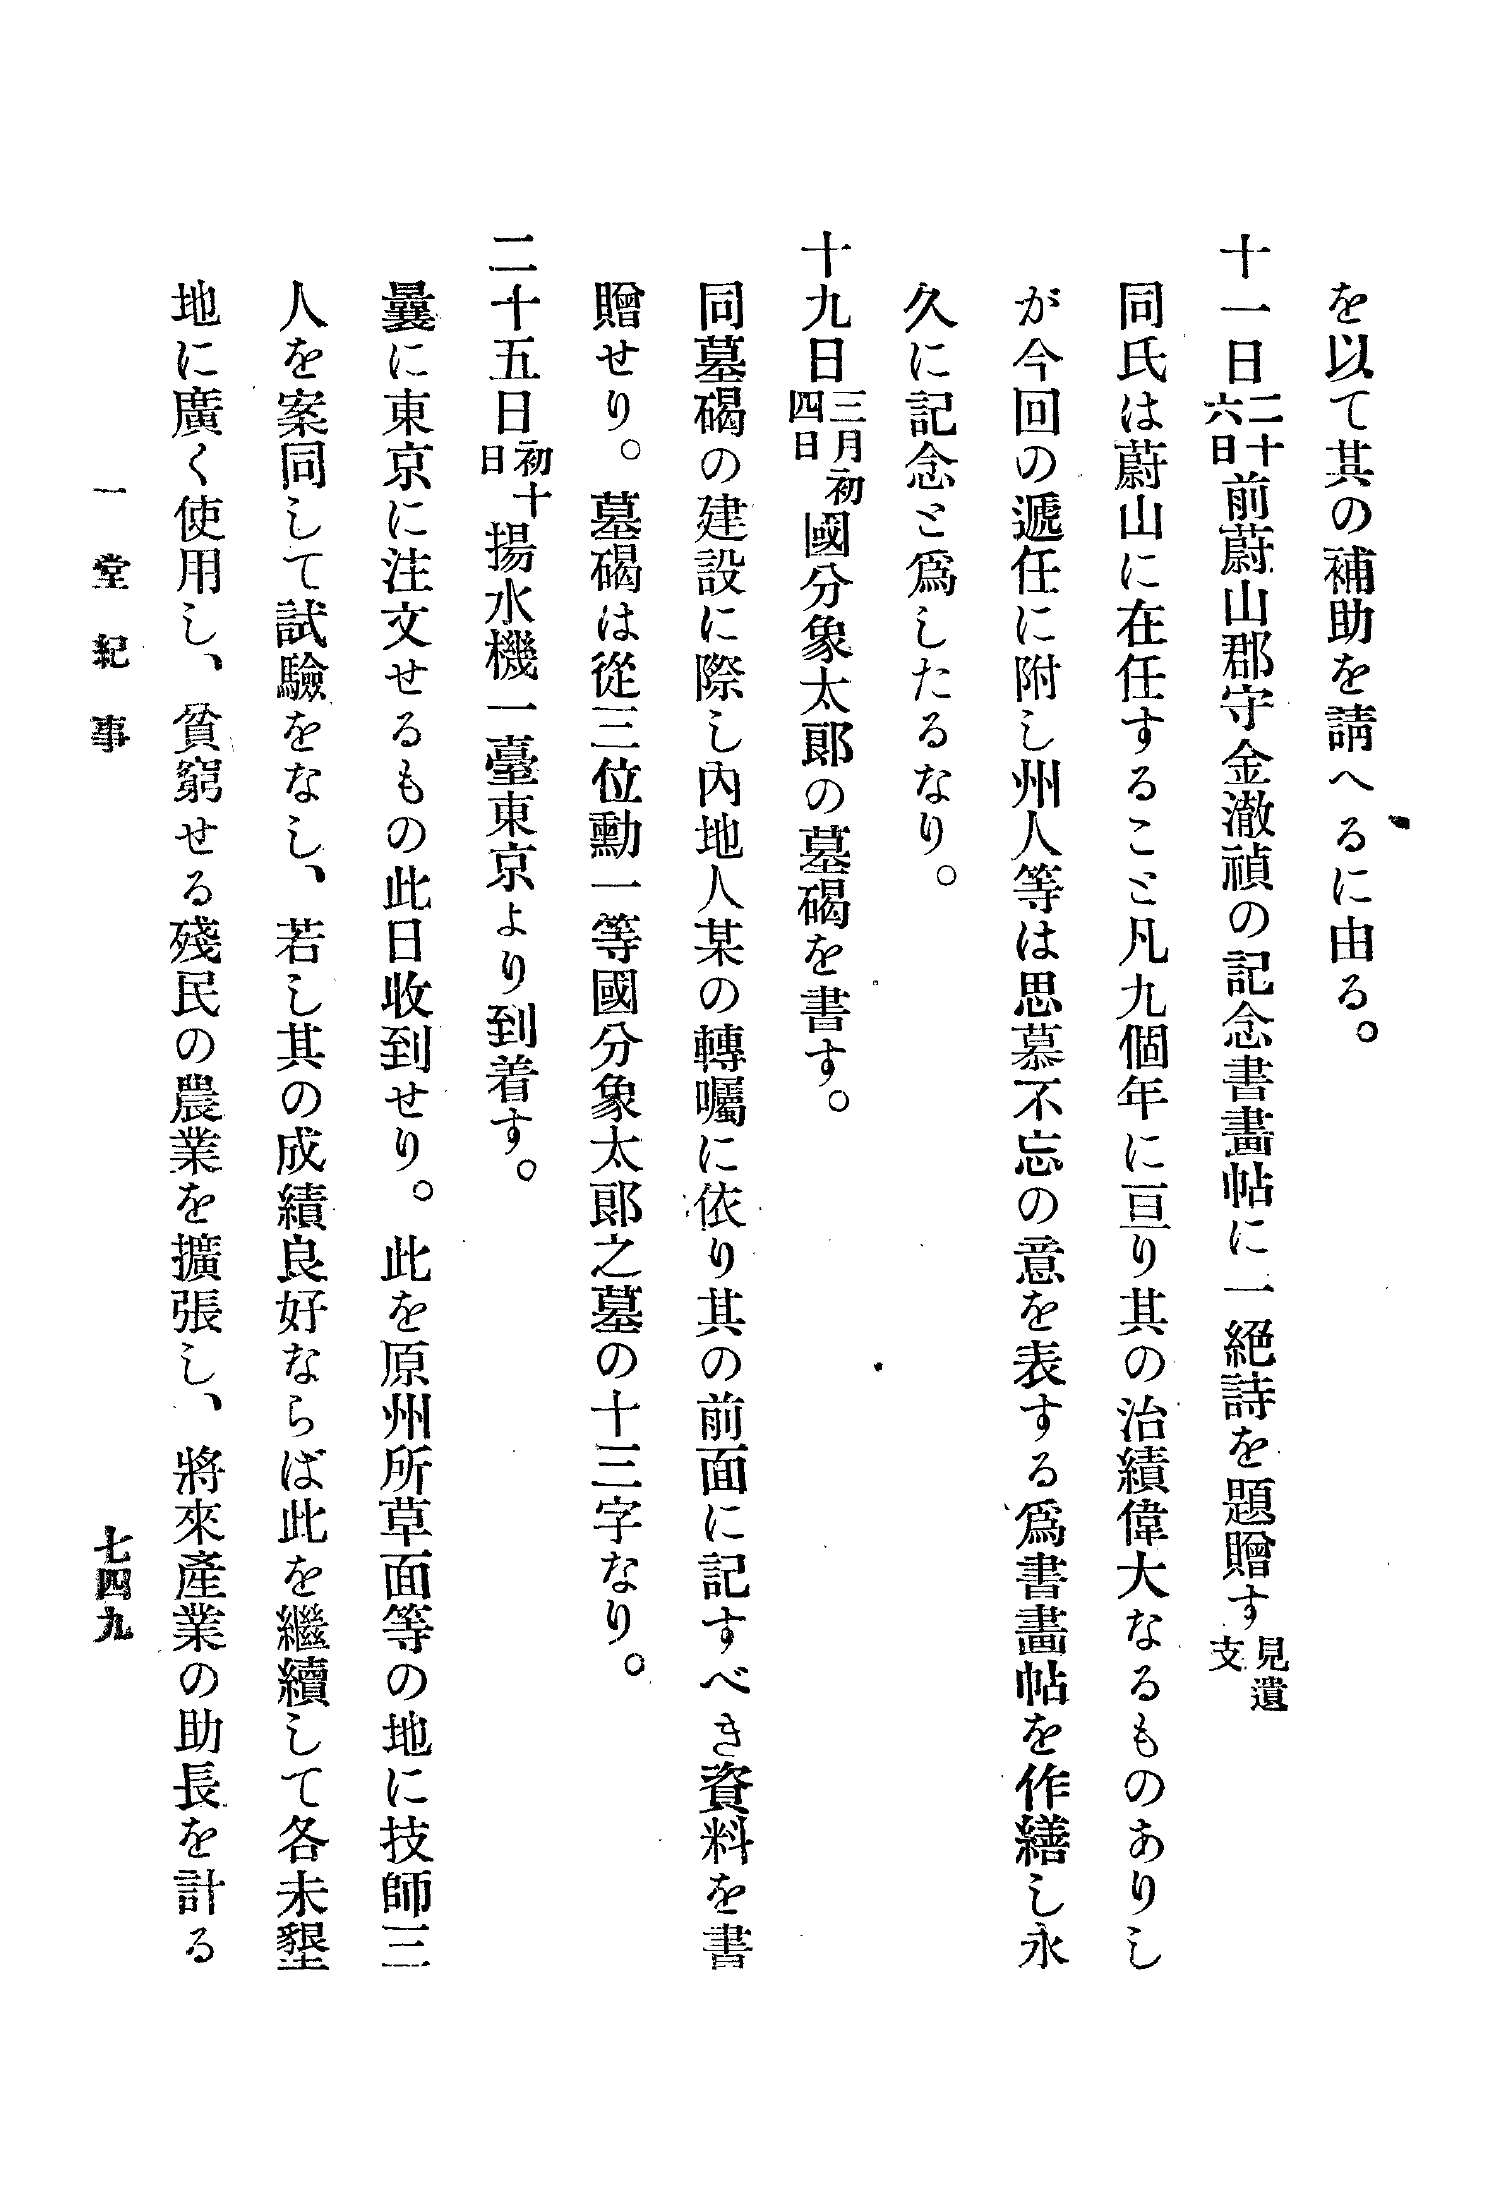 を以て其の補助を請へるに由る。
十一日二十六日前蔚山郡守金澈禎の記念書畫帖に一絕詩を題贈す見遺支
同氏は蔚山に在任すること凡九個年に亘り其の治績偉大なるものありし
が今回の遞任に附し州人等は思慕不忘の意を表する爲書畫帖を作繕し永
久に記念と爲したるなり。
十九日三月初四日國分象太郞の墓碣を書す。
同墓碣の建設に際し內地人某の轉囑に依り其の前面に記すべき資料を書
贈せり。墓碣は從三位勳一等國分象太郞之墓の十三字なり。
二十五日初十日揚水機一臺東京より到着す。
曩に東京に注文せるもの此日收到せり。此を原州所草面等の地に技師三
人を案同して試驗をなし、若し其の成績良好ならば此を繼續して各未墾
地に廣く使用し、貧窮せる殘民の農業を擴張し、將來產業の助長を計る
一堂紀事
七四九